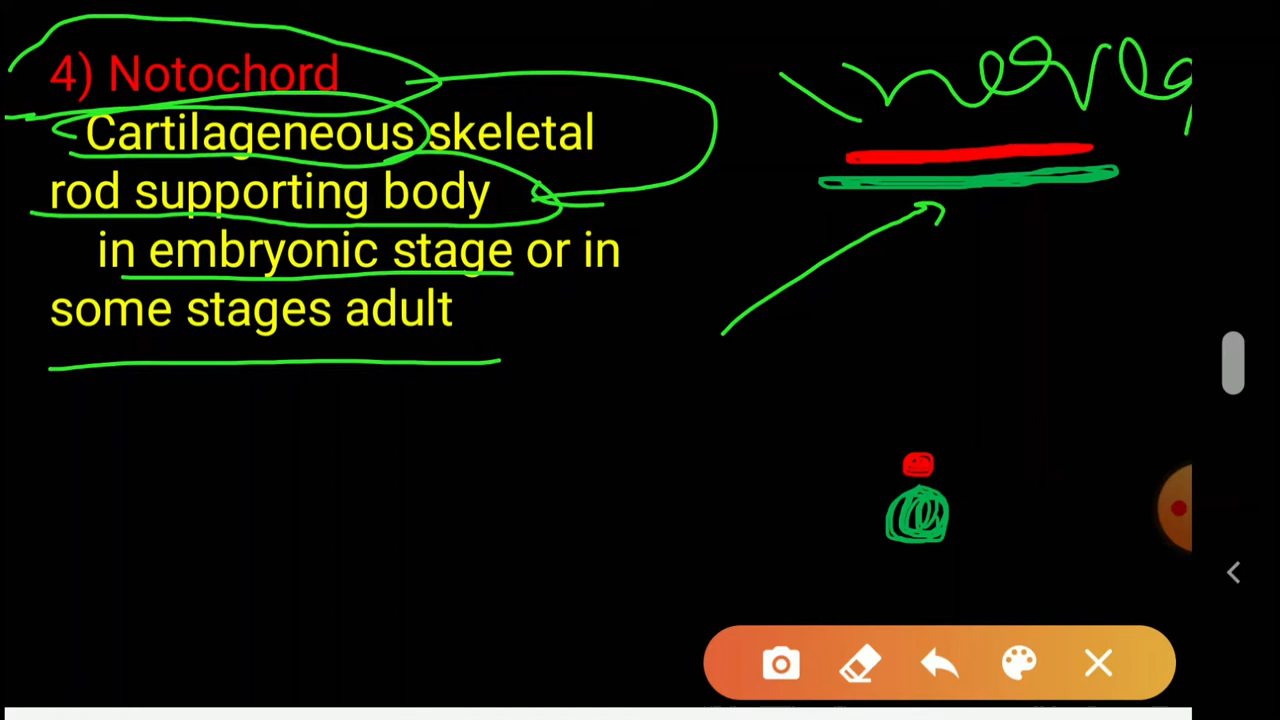 4) Notochord
Cartilageneous skeletal
rod supporting body
in embryonic stage or in
some stages adult